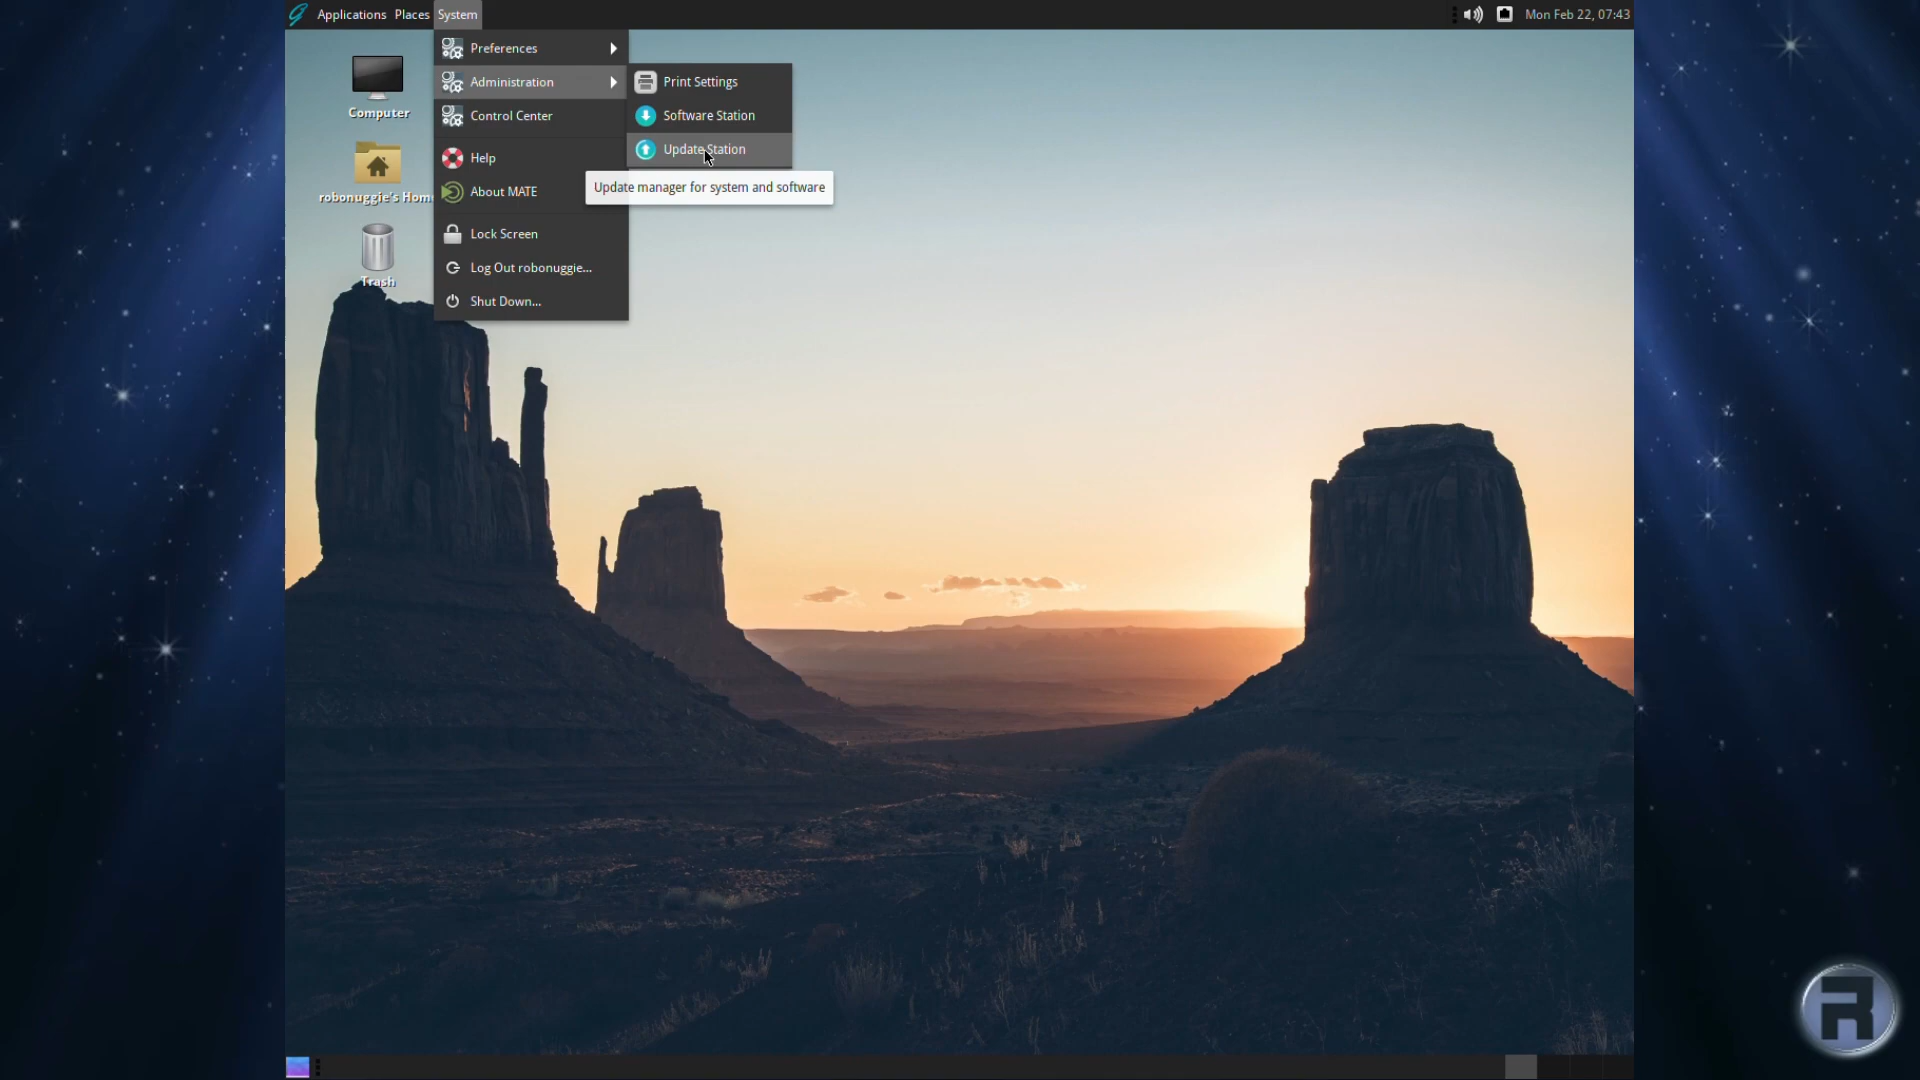 Applications Places System
Mon Feb 22, 07:43
Computer
robonuggie's Hom
Trash
Preferences
Administration
Control Center
Help
About MATE
Lock Screen
Log Out robonuggie...
Shut Down...
Print Settings
Software Station
Update Station
Update manager for system and software
R